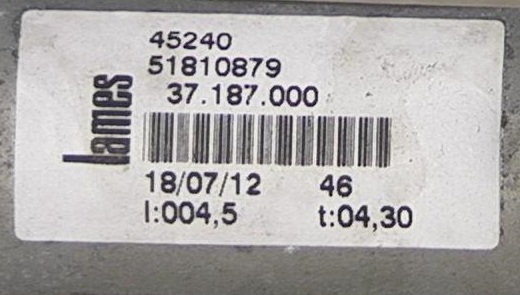 lames
45240
51810879
37.187.000
18/07/12 46
I:004,5 t:04,30